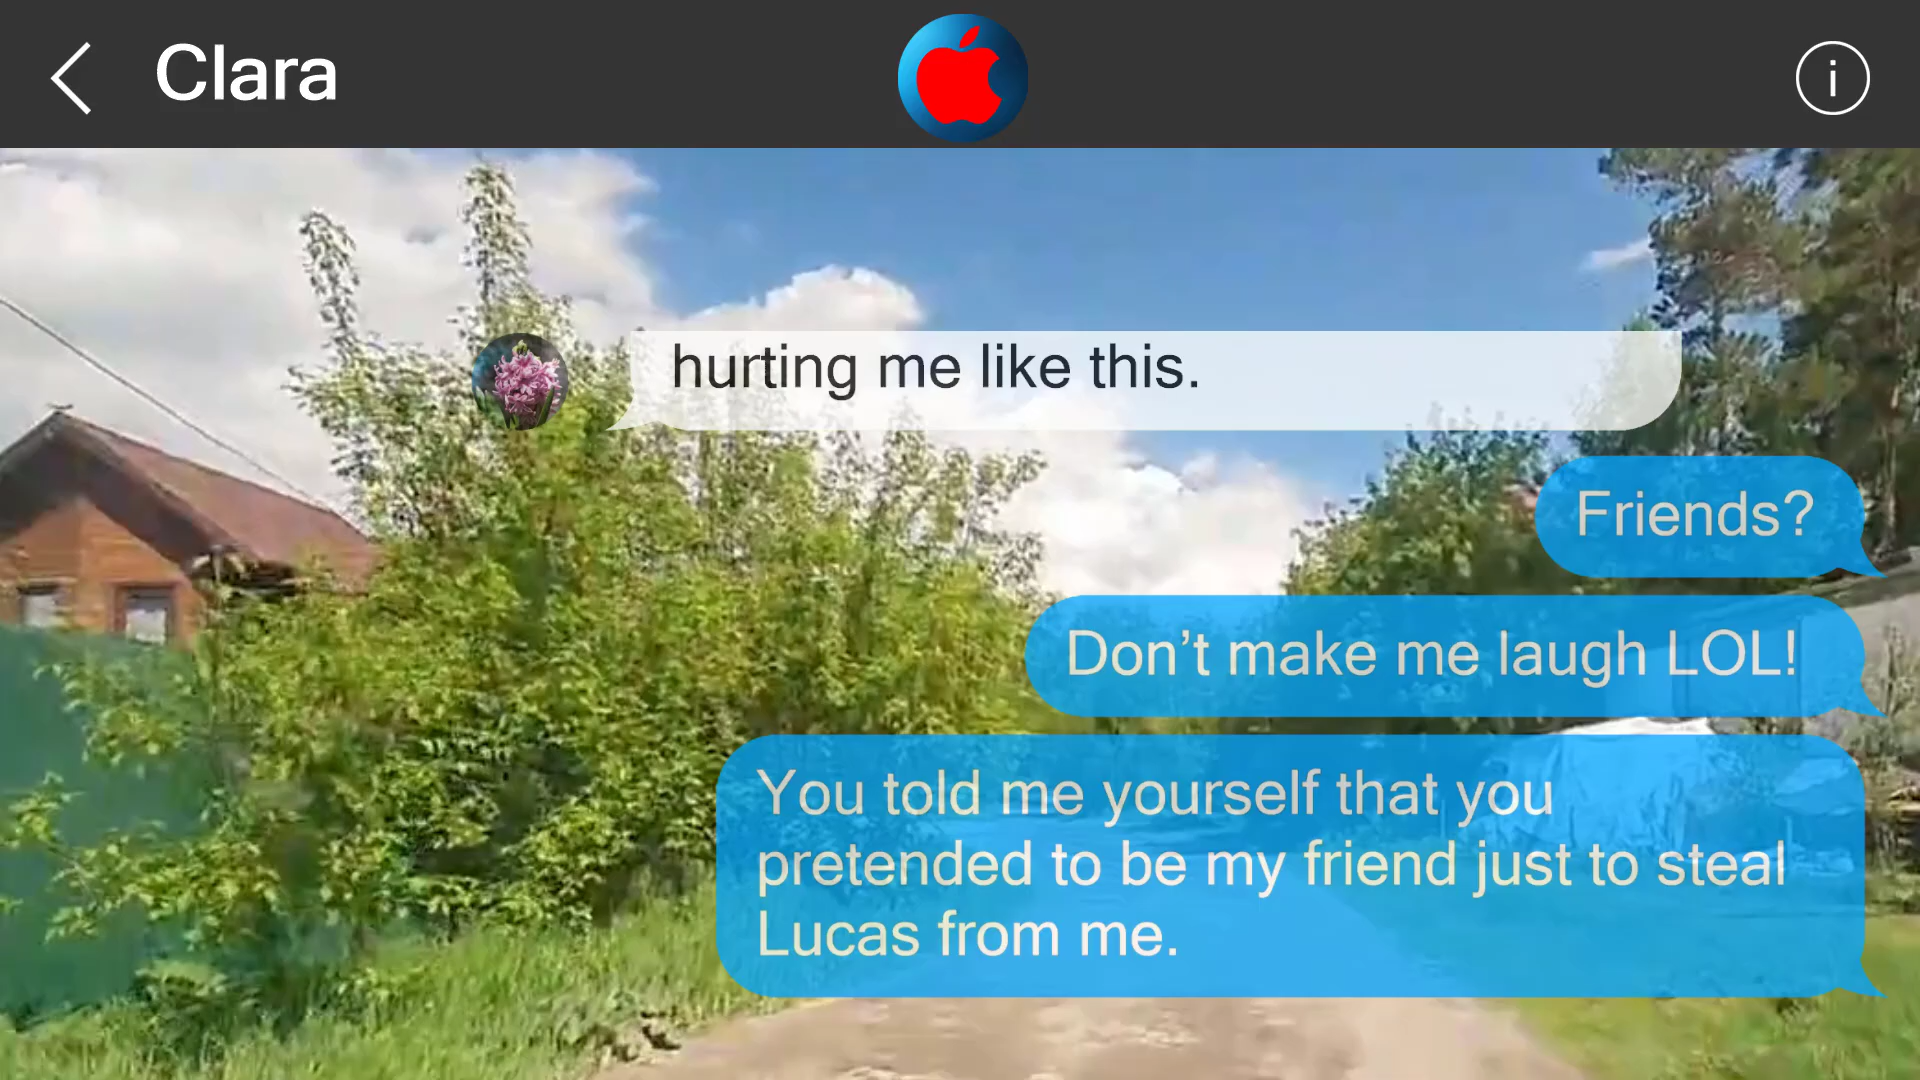 Clara
hurting me like this.
Friends?
Don’t make me laugh LOL!
You told me yourself that you
pretended to be my friend just to steal
Lucas from me.